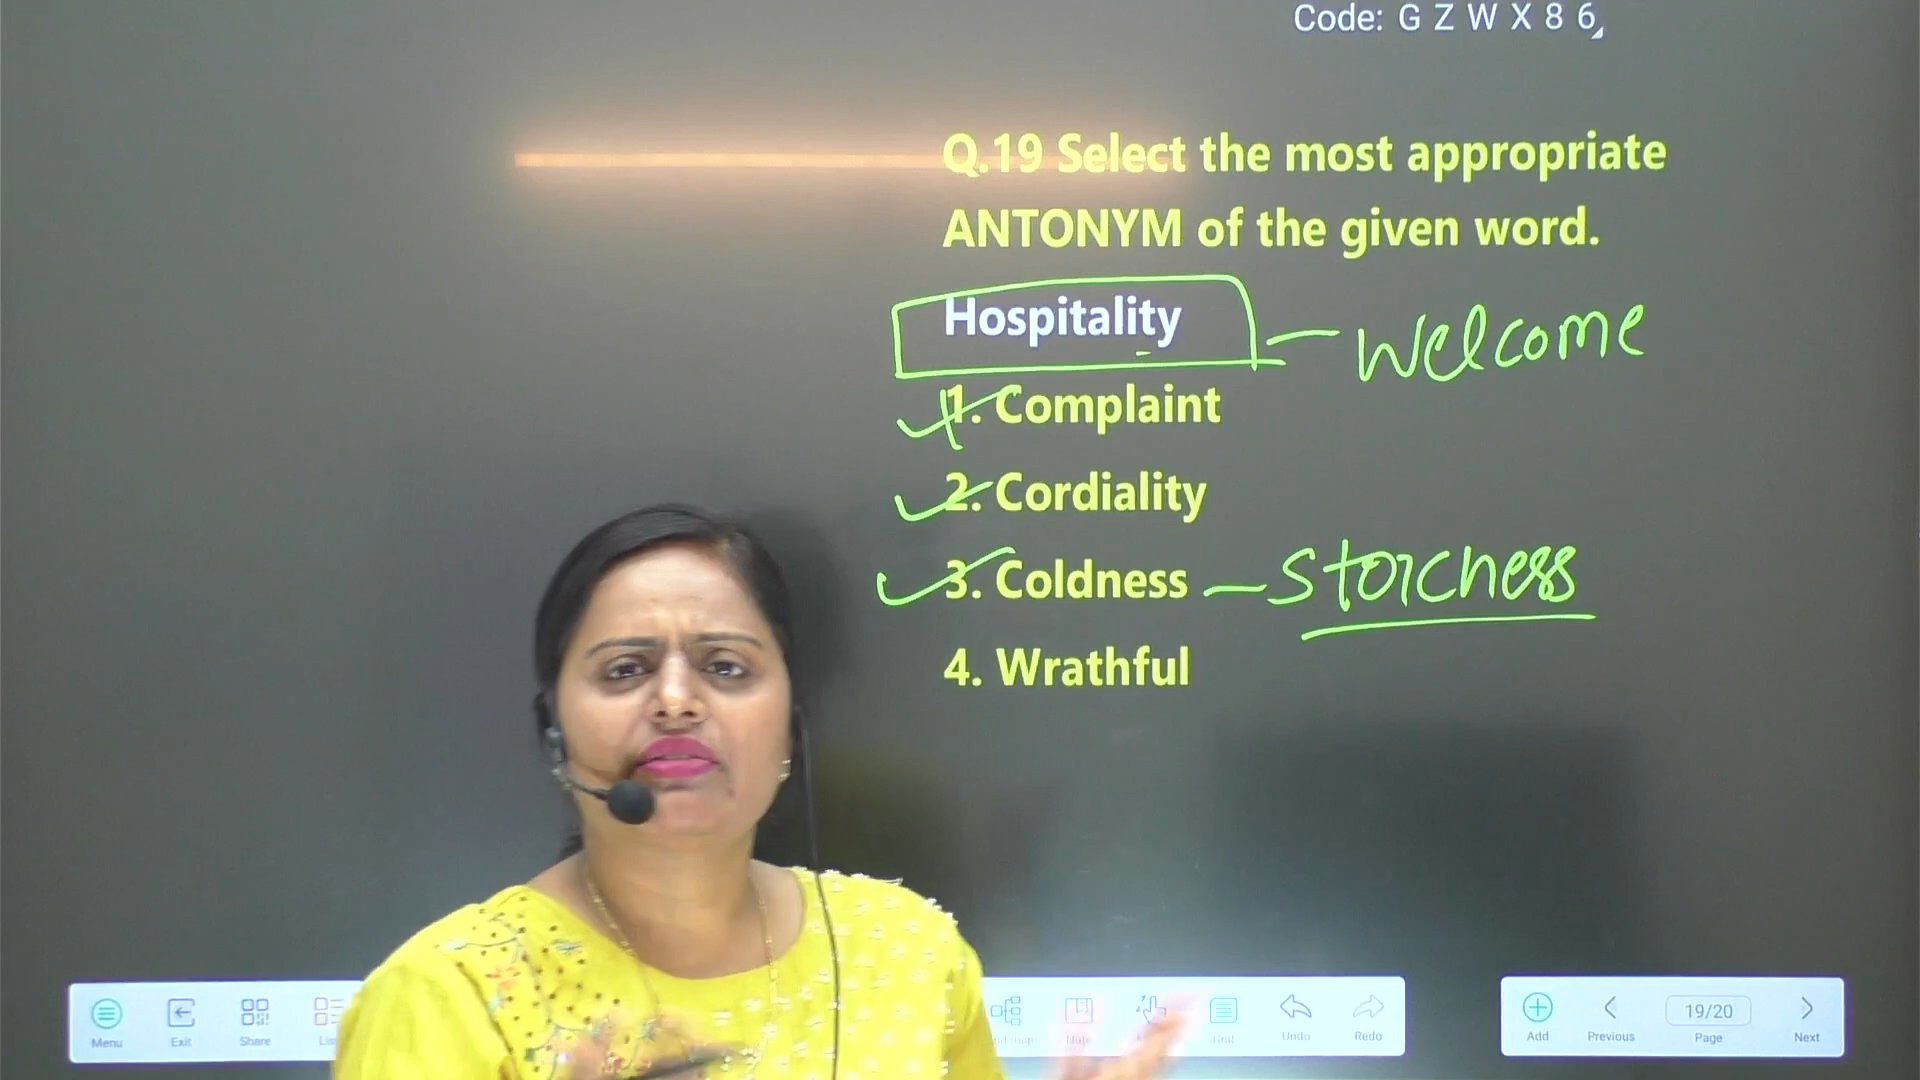 Code: G Z W X 8 6
Q.19 Select the most appropriate
ANTONYM of the given word.
Hospitality - Welcome
1. Complaint
2. Cordiality
3. Coldness - Stoicness
4. Wrathful
Menu Exit Share Undo Redo Add Previous 19/20 Page Next